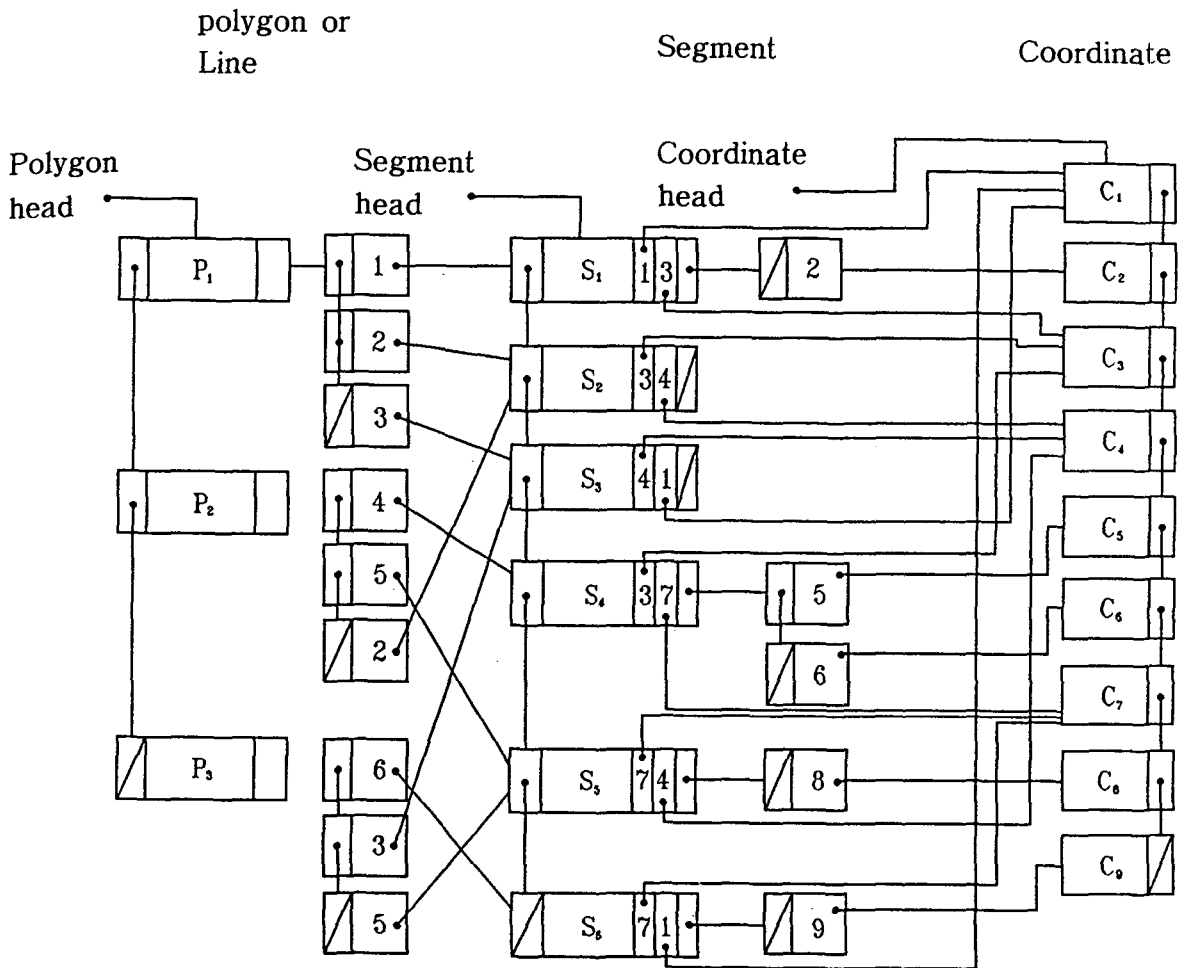 polygon or
Line
Segment
Coordinate
Polygon
head
Segment
head
Coordinate
head
P₁
1
S₁
1
3
2
C₁
C₂
2
S₂
3
4
C₃
3
S₃
4
1
C₄
P₂
4
S₄
3
7
5
C₅
5
6
C₆
2
C₇
P₃
6
S₅
7
4
8
C₈
3
C₉
5
S₆
7
1
9